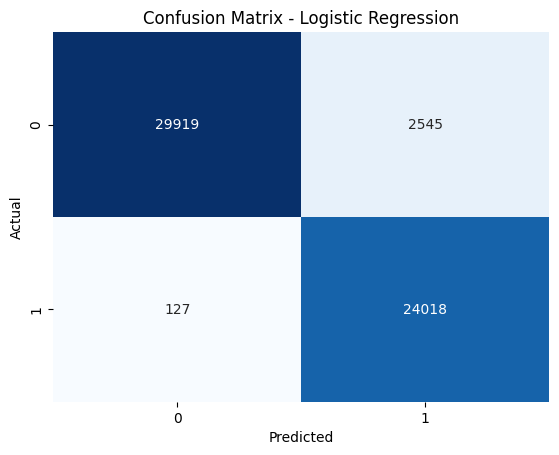 Confusion Matrix - Logistic Regression
Actual
0
29919 2545
1
127 24018
0 1
Predicted